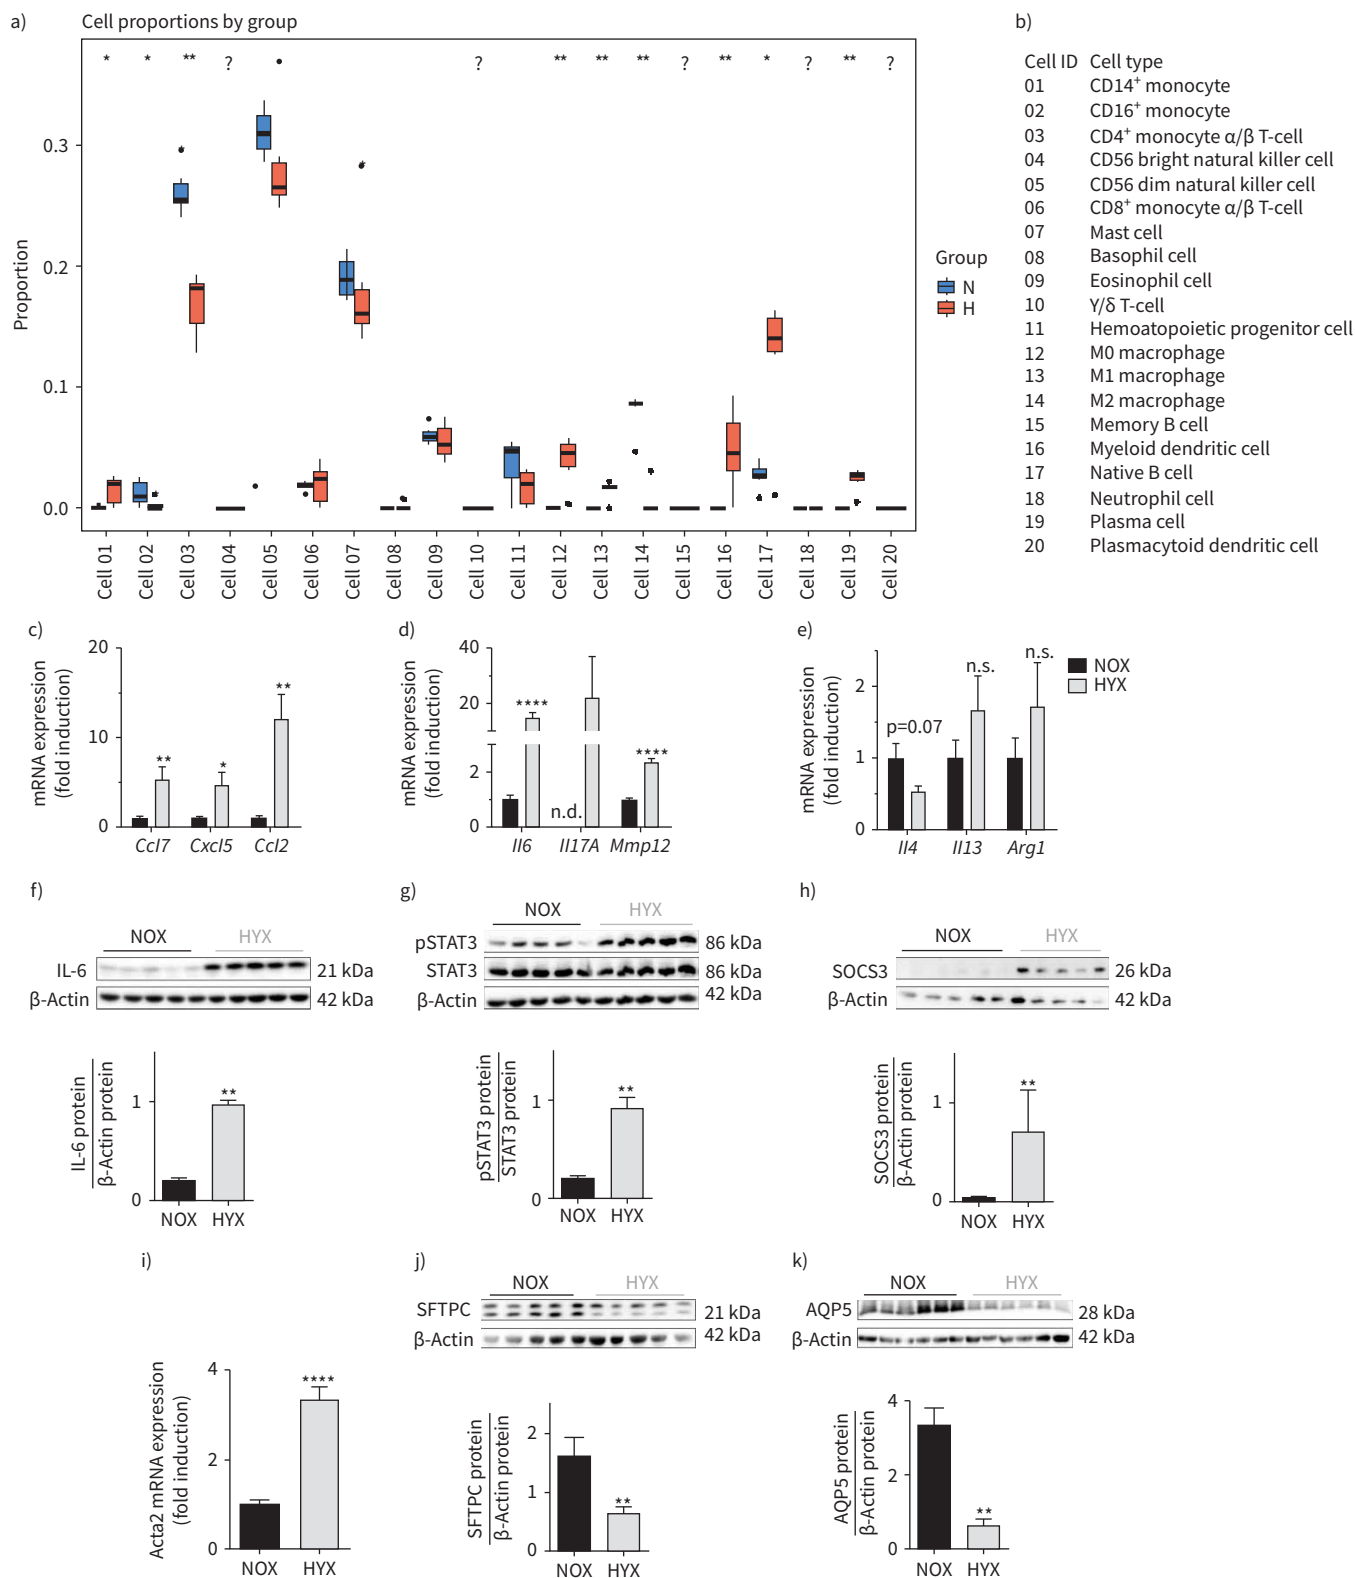 a)
Cell proportions by group
* * ** ? ? ** ** ** ? ** * ? ** ?
Proportion
0.3
0.2
0.1
0.0
Cell 01
Cell 02
Cell 03
Cell 04
Cell 05
Cell 06
Cell 07
Cell 08
Cell 09
Cell 10
Cell 11
Cell 12
Cell 13
Cell 14
Cell 15
Cell 16
Cell 17
Cell 18
Cell 19
Cell 20
Group
N
H
b)
Cell ID Cell type
01 CD14+ monocyte
02 CD16+ monocyte
03 CD4+ monocyte α/β T-cell
04 CD56 bright natural killer cell
05 CD56 dim natural killer cell
06 CD8+ monocyte α/β T-cell
07 Mast cell
08 Basophil cell
09 Eosinophil cell
10 Y/δ T-cell
11 Hemoatopoietic progenitor cell
12 M0 macrophage
13 M1 macrophage
14 M2 macrophage
15 Memory B cell
16 Myeloid dendritic cell
17 Native B cell
18 Neutrophil cell
19 Plasma cell
20 Plasmacytoid dendritic cell
c)
mRNA expression
(fold induction)
20
10
0
** * **
Ccl7 Cxcl5 Ccl2
d)
mRNA expression
(fold induction)
40
20
2
0
**** n.d. ****
Il6 Il17A Mmp12
e)
mRNA expression
(fold induction)
2
1
0
p=0.07 n.s. n.s.
Il4 Il13 Arg1
NOX
HYX
f)
NOX HYX
IL-6 21 kDa
β-Actin 42 kDa
IL-6 protein
β-Actin protein
1
0
**
NOX HYX
g)
NOX HYX
pSTAT3 86 kDa
STAT3 86 kDa
β-Actin 42 kDa
pSTAT3 protein
STAT3 protein
1
0
**
NOX HYX
h)
NOX HYX
SOCS3 26 kDa
β-Actin 42 kDa
SOCS3 protein
β-Actin protein
1
0
**
NOX HYX
i)
Acta2 mRNA expression
(fold induction)
4
2
0
****
NOX HYX
j)
NOX HYX
SFTPC 21 kDa
β-Actin 42 kDa
SFTPC protein
β-Actin protein
2
1
0
**
NOX HYX
k)
NOX HYX
AQP5 28 kDa
β-Actin 42 kDa
AQP5 protein
β-Actin protein
4
2
0
**
NOX HYX